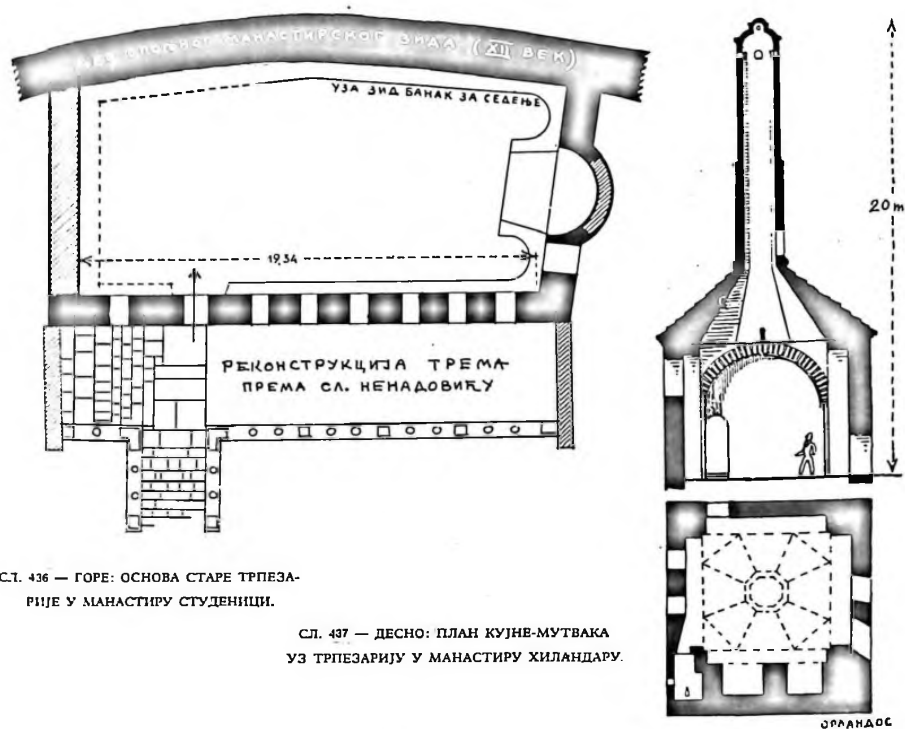 МАНАСТИРСКОГ ЗИДА (XII ВЕК)
УЗА ЗИД БАНАК ЗА СЕДЕЊЕ
19,34
РЕКОНСТРУКЦИЈА ТРЕМА
ПРЕМА СЛ. НЕНАДОВИЋУ
20 m
СЛ. 436 — ГОРЕ: ОСНОВА СТАРЕ ТРПЕЗА-
РИЈЕ У МАНАСТИРУ СТУДЕНИЦИ.
СЛ. 437 — ДЕСНО: ПЛАН КУЈНЕ-МУТВАКА
УЗ ТРПЕЗАРИЈУ У МАНАСТИРУ ХИЛАНДАРУ.
ОРЛАНДОС